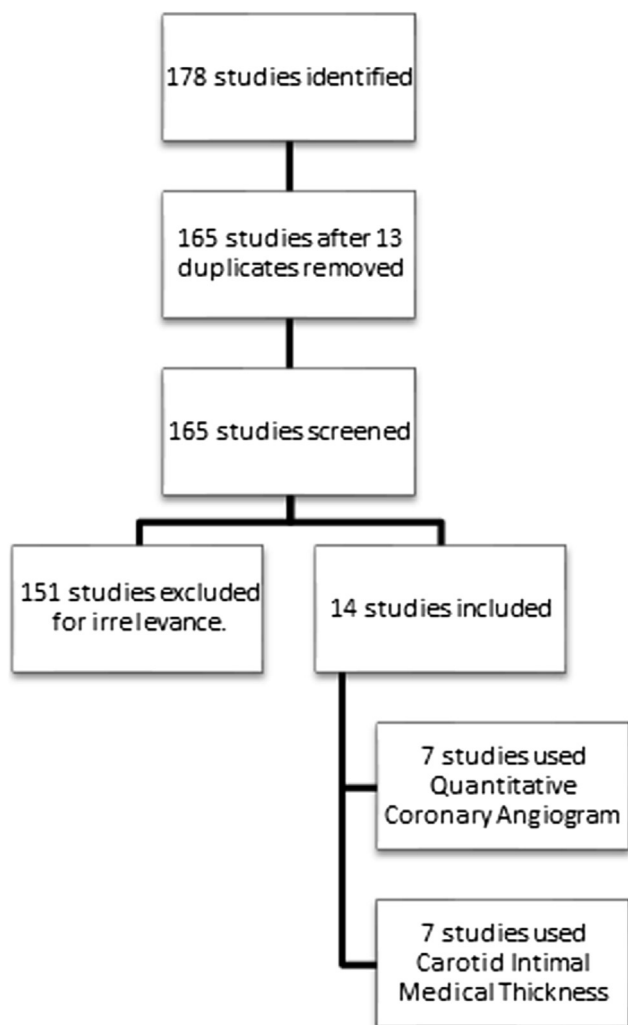 178 studies identified
165 studies after 13
duplicates removed
165 studies screened
151 studies excluded
for irrelevance.
14 studies included
7 studies used
Quantitative
Coronary Angiogram
7 studies used
Carotid Intimal
Medical Thickness